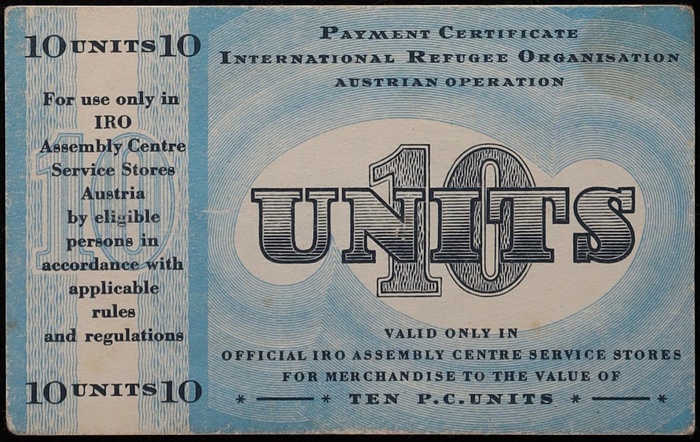 10 UNITS 10
For use only in
IRO
Assembly Centre
Service Stores
Austria
by eligible
persons in
accordance with
applicable
rules
and regulations
10 UNITS 10
PAYMENT CERTIFICATE
INTERNATIONAL REFUGEE ORGANISATION
AUSTRIAN OPERATION
10
UNITS
VALID ONLY IN
OFFICIAL IRO ASSEMBLY CENTRE SERVICE STORES
FOR MERCHANDISE TO THE VALUE OF
* — * TEN P.C.UNITS * — *